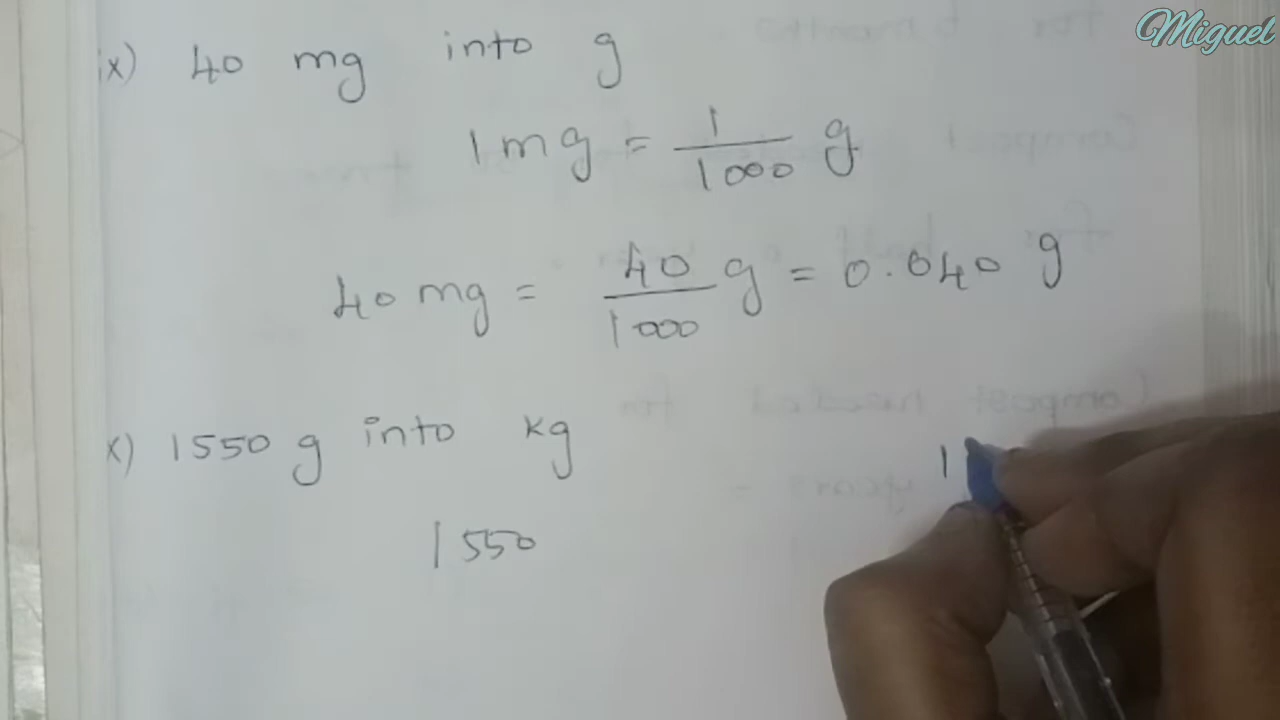 Miguel
ix) 40 mg into g
1 mg = 1/1000 g
40 mg = 40/1000 g = 0.040 g
x) 1550 g into kg
1
1550